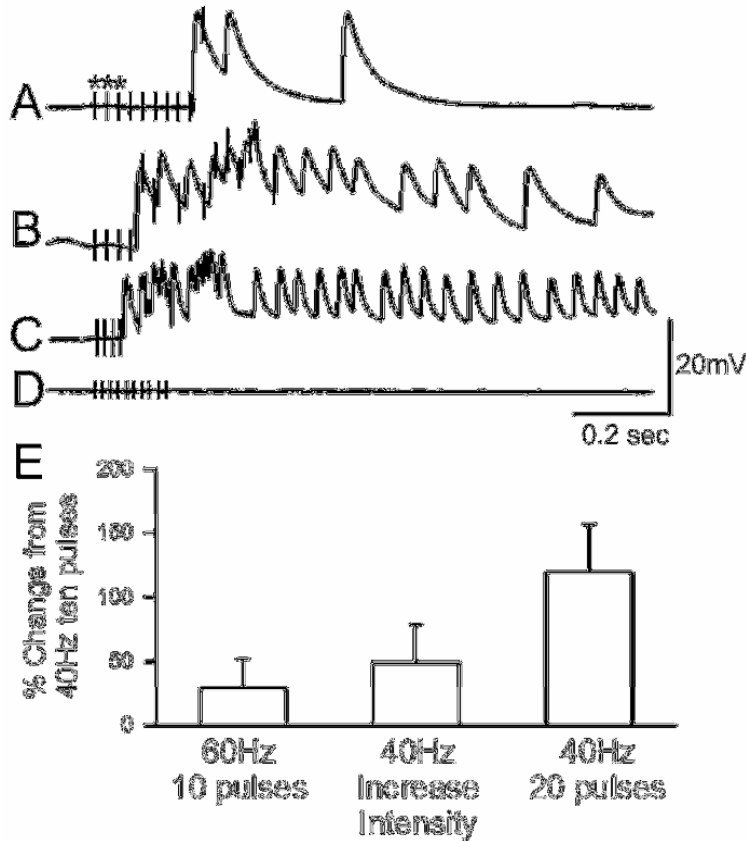 ***
A
B
C
D
20mV
0.2 sec
E
% Change from
40Hz ten pulses
200
150
100
50
0
60Hz
10 pulses
40Hz
Increase
Intensity
40Hz
20 pulses